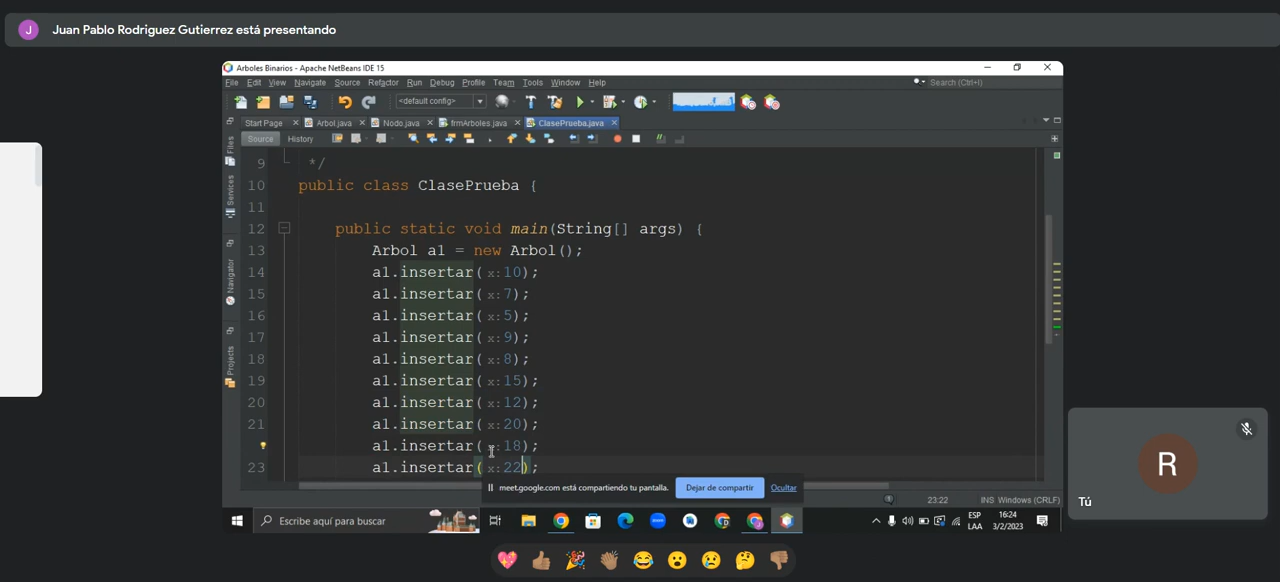 J Juan Pablo Rodriguez Gutierrez está presentando
Arboles Binarios - Apache NetBeans IDE 15
File Edit View Navigate Source Refactor Run Debug Profile Team Tools Window Help
Search (Ctrl+I)
<default config>
Start Page Arbol.java Nodo.java frmArboles.java ClasePrueba.java
Source History
Files
Services
Navigator
Projects
9 */
10 public class ClasePrueba {
11
12 public static void main(String[] args) {
13 Arbol a1 = new Arbol();
14 a1.insertar( x: 10);
15 a1.insertar( x: 7);
16 a1.insertar( x: 5);
17 a1.insertar( x: 9);
18 a1.insertar( x: 8);
19 a1.insertar( x: 15);
20 a1.insertar( x: 12);
21 a1.insertar( x: 20);
a1.insertar( x: 18);
23 a1.insertar( x: 22);
meet.google.com está compartiendo tu pantalla. Dejar de compartir Ocultar
23:22 INS Windows (CRLF)
Escribe aquí para buscar
zoom
ESP
LAA
16:24
3/2/2023
R
Tú